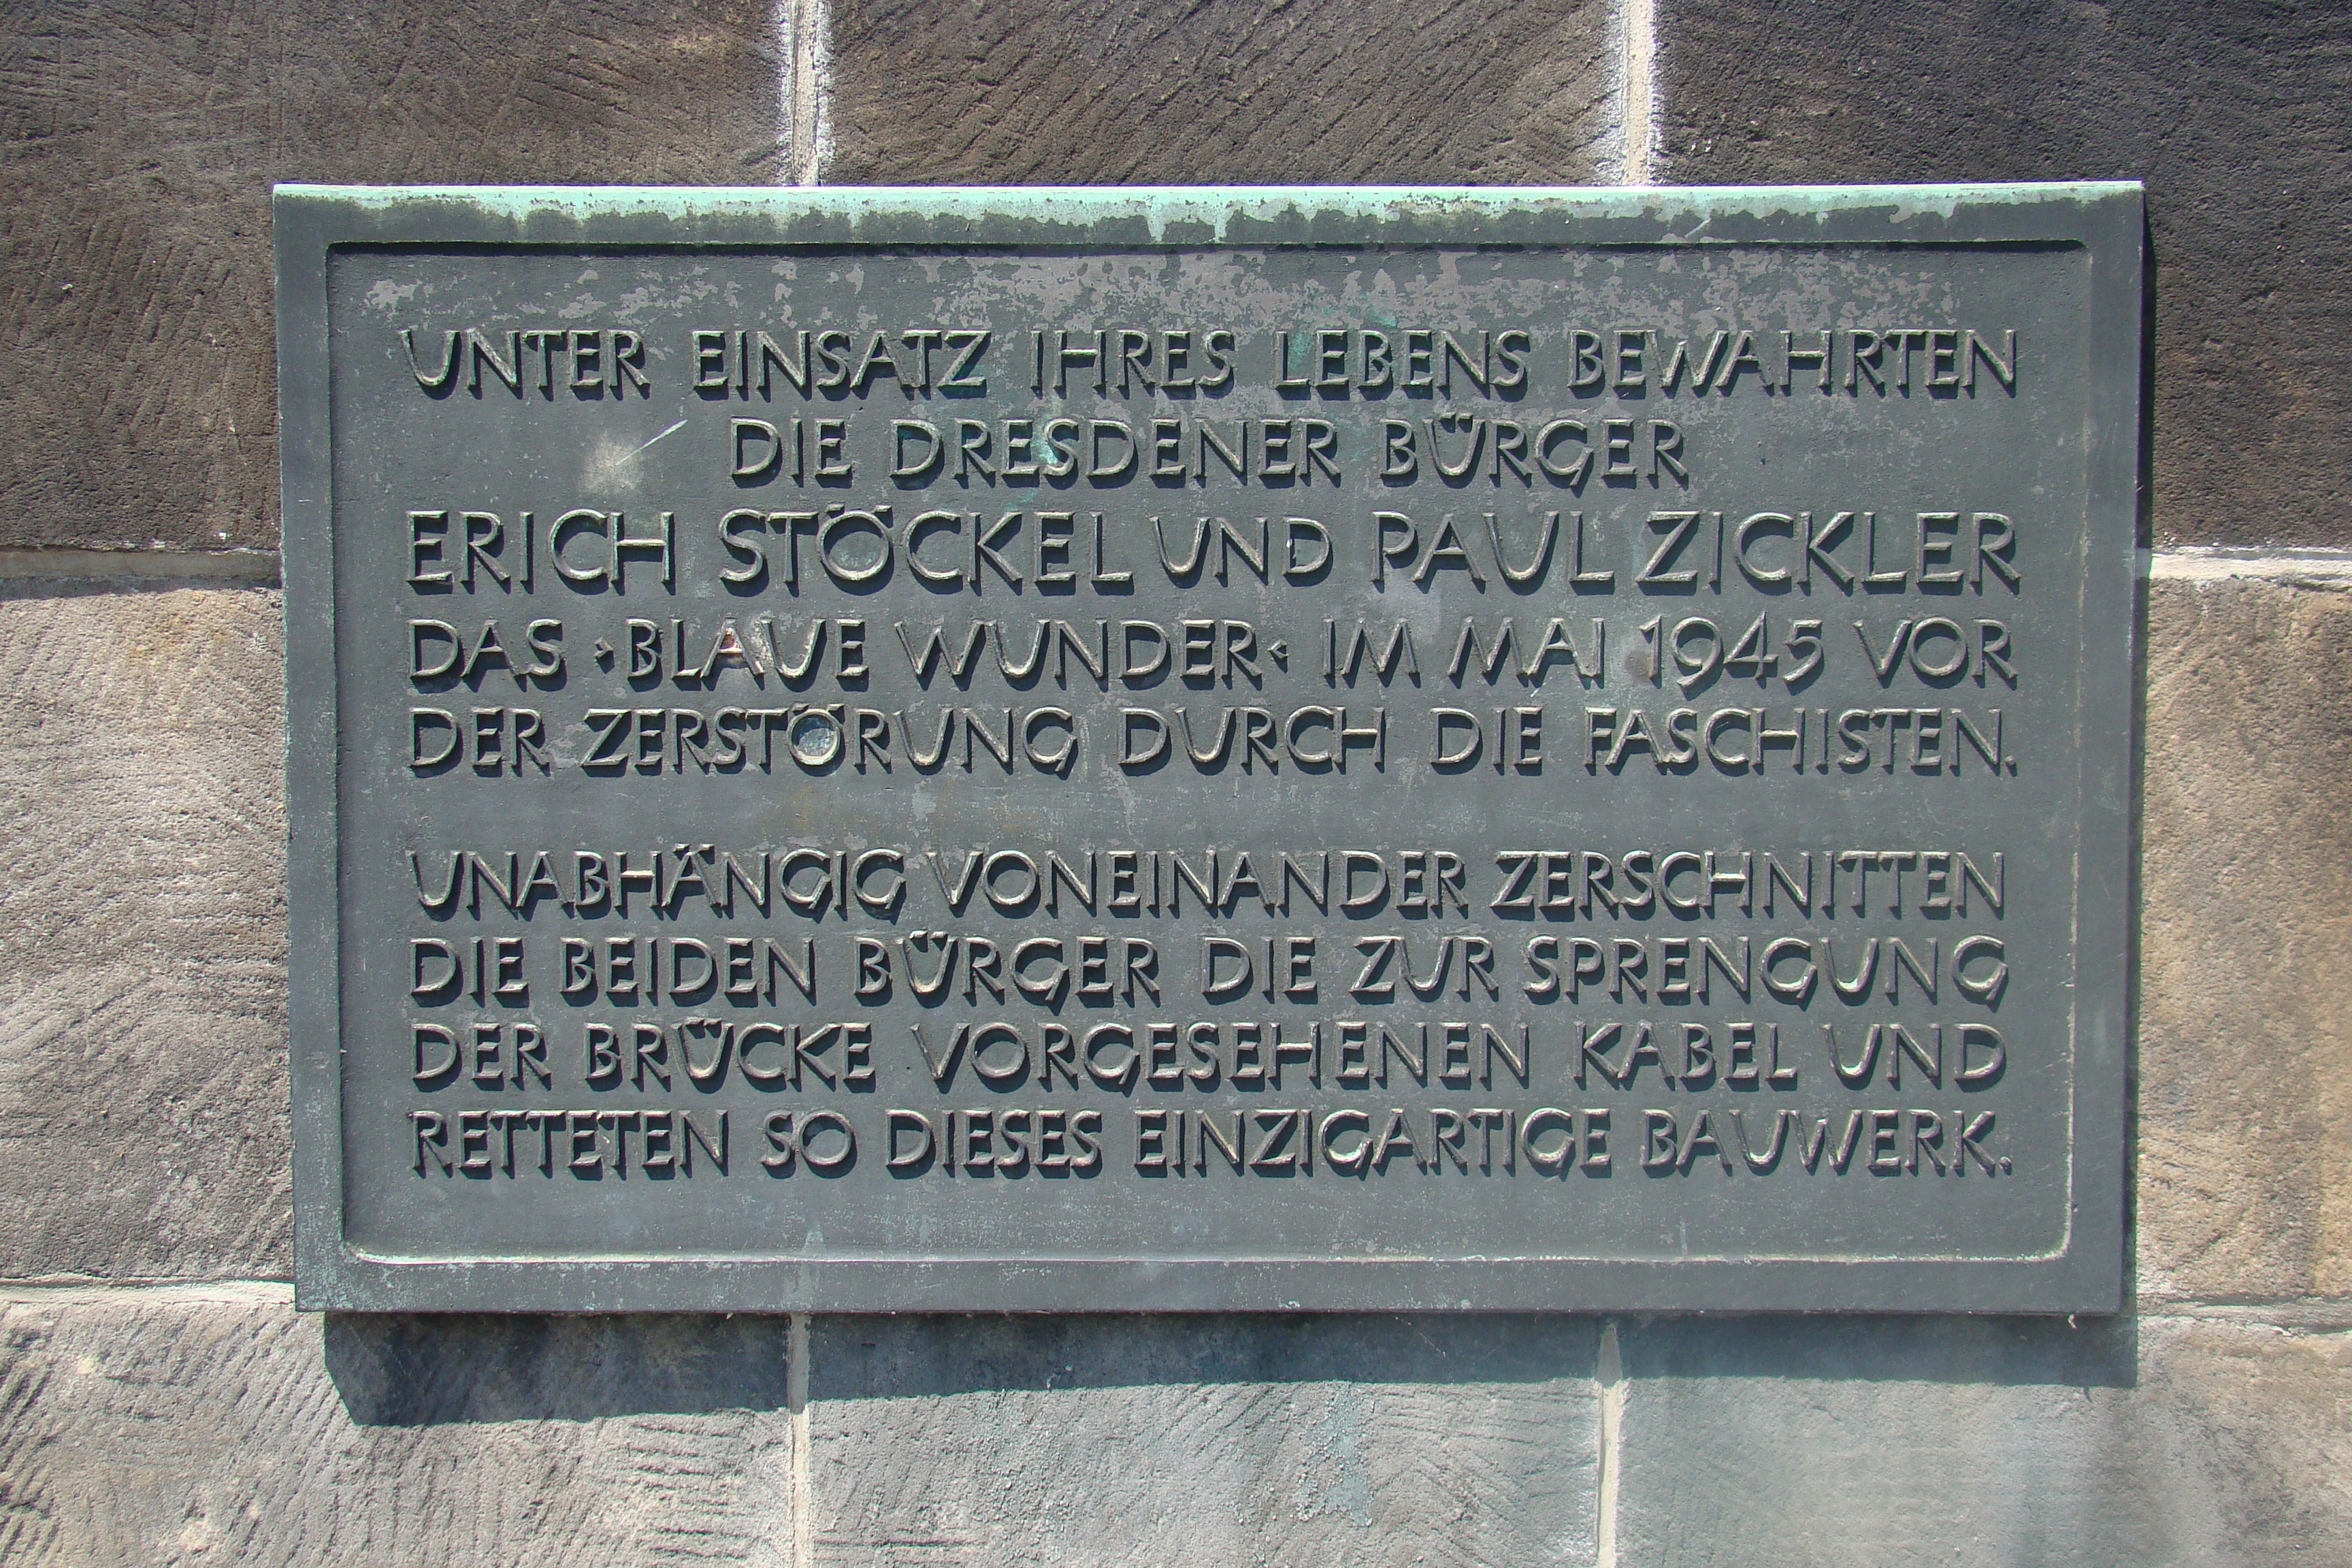 UNTER EINSATZ IHRES LEBENS BEWAHRTEN
DIE DRESDENER BÜRGER
ERICH STÖCKEL UND PAUL ZICKLER
DAS ›BLAUE WUNDER‹ IM MAI 1945 VOR
DER ZERSTÖRUNG DURCH DIE FASCHISTEN.
UNABHÄNGIG VONEINANDER ZERSCHNITTEN
DIE BEIDEN BÜRGER DIE ZUR SPRENGUNG
DER BRÜCKE VORGESEHENEN KABEL UND
RETTETEN SO DIESES EINZIGARTIGE BAUWERK.